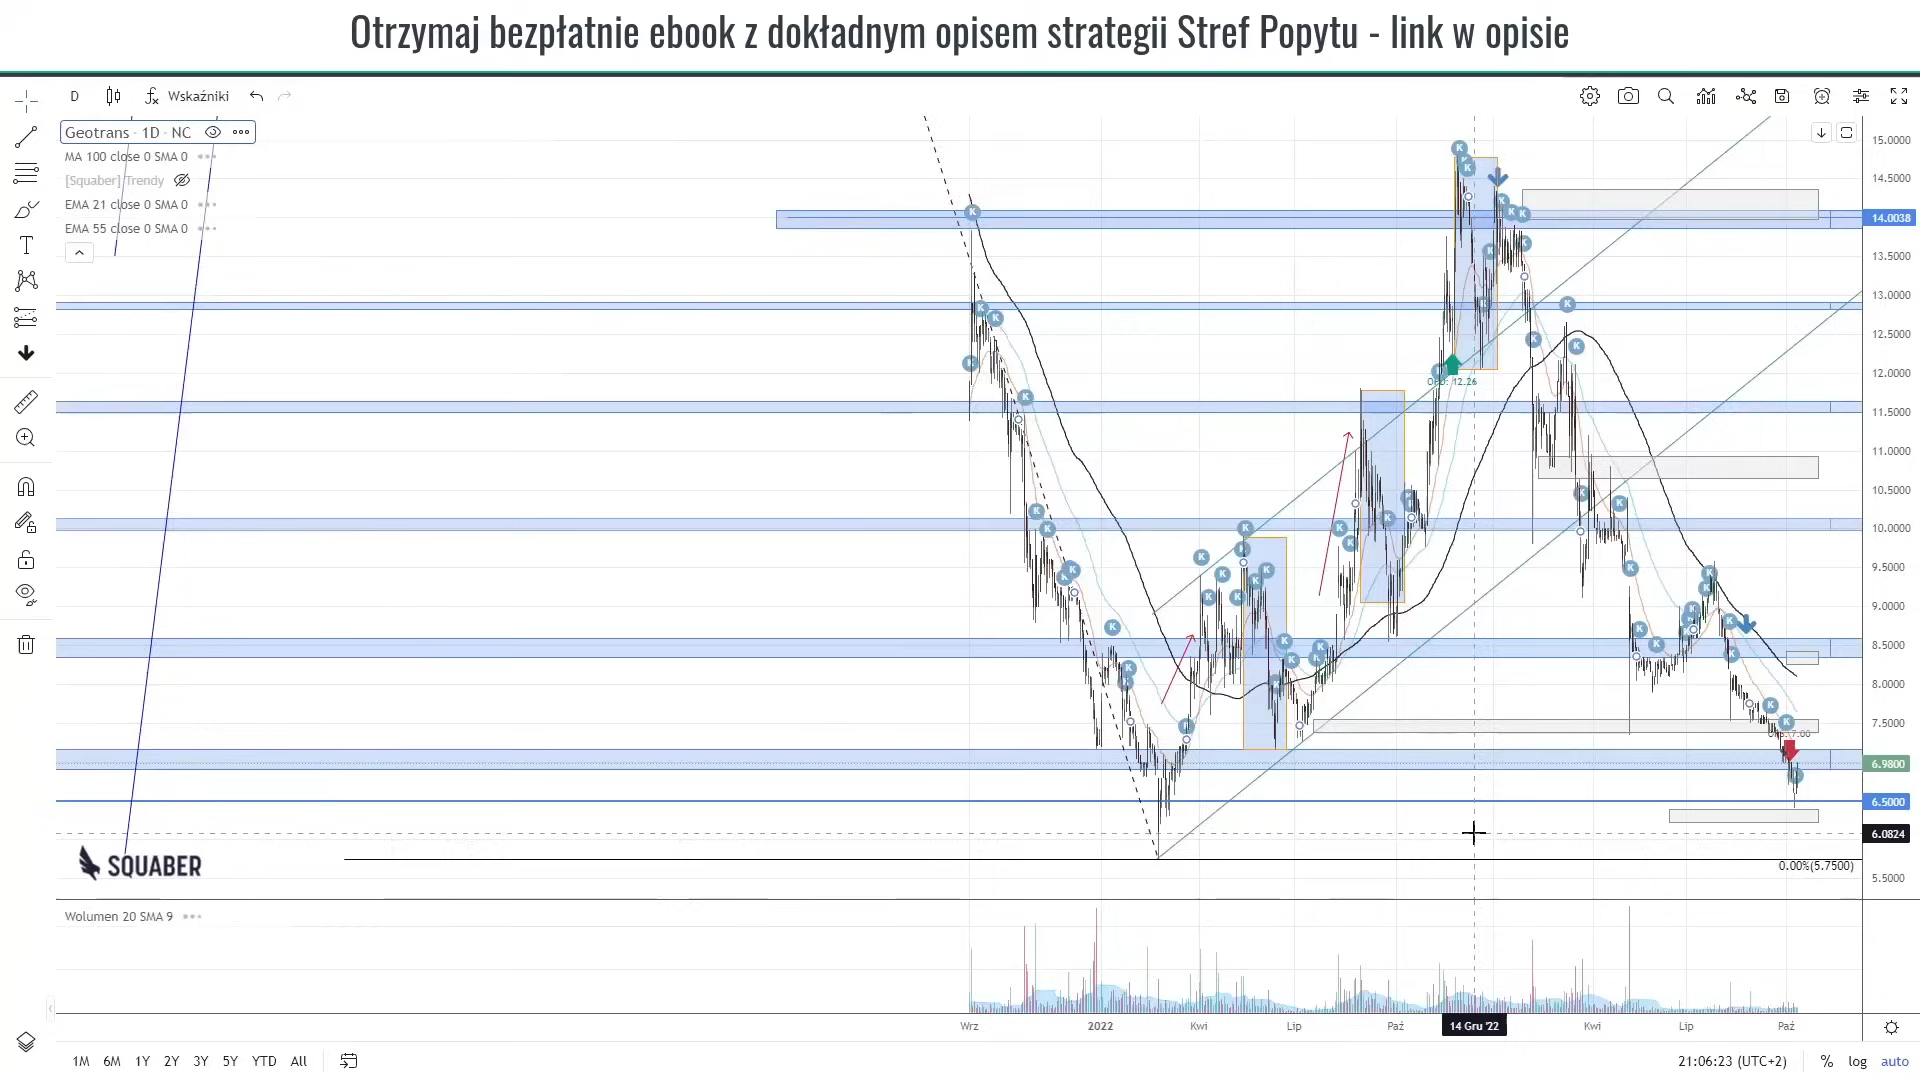 Otrzymaj bezpłatnie ebook z dokładnym opisem strategii Stref Popytu - link w opisie
D Wskaźniki
Geotrans · 1D · NC
MA 100 close 0 SMA 0
[Squaber] Trendy
EMA 21 close 0 SMA 0
EMA 55 close 0 SMA 0
15.0000
14.5000
14.0038
13.5000
13.0000
12.5000
12.0000
11.5000
11.0000
10.5000
10.0000
9.5000
9.0000
8.5000
8.0000
7.5000
6.9800
6.5000
6.0824
5.5000
12.26
7.00
0.00%(5.7500)
SQUABER
Wolumen 20 SMA 9
Wrz 2022 Kwi Lip Paź 14 Gru '22 Kwi Lip Paź
1M 6M 1Y 2Y 3Y 5Y YTD All 21:06:23 (UTC+2) % log auto